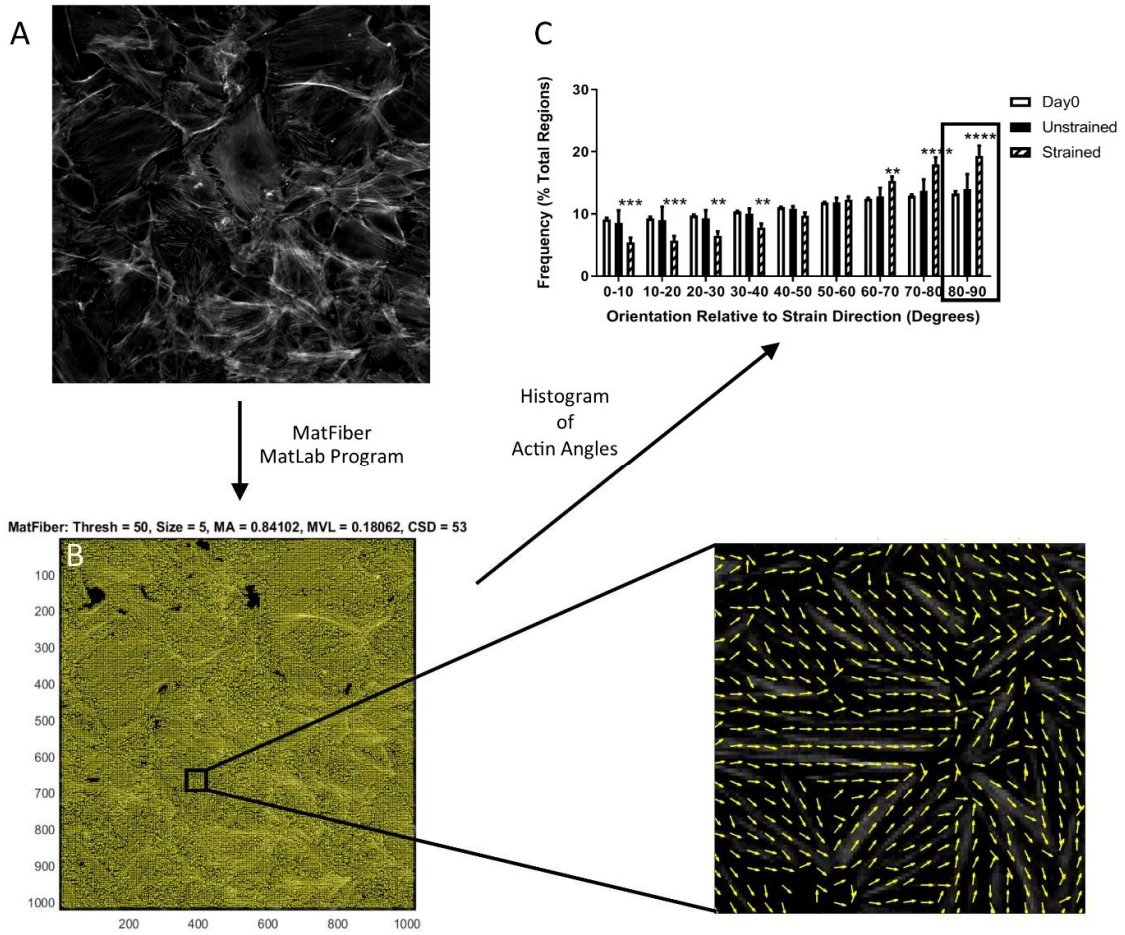 A
C
Frequency (% Total Regions)
30
20
10
0
*** *** ** ** ** **** ****
Day0
Unstrained
Strained
0-10 10-20 20-30 30-40 40-50 50-60 60-70 70-80 80-90
Orientation Relative to Strain Direction (Degrees)
MatFiber
MatLab Program
Histogram
of
Actin Angles
MatFiber: Thresh = 50, Size = 5, MA = 0.84102, MVL = 0.18062, CSD = 53
B
100
200
300
400
500
600
700
800
900
1000
200 400 600 800 1000